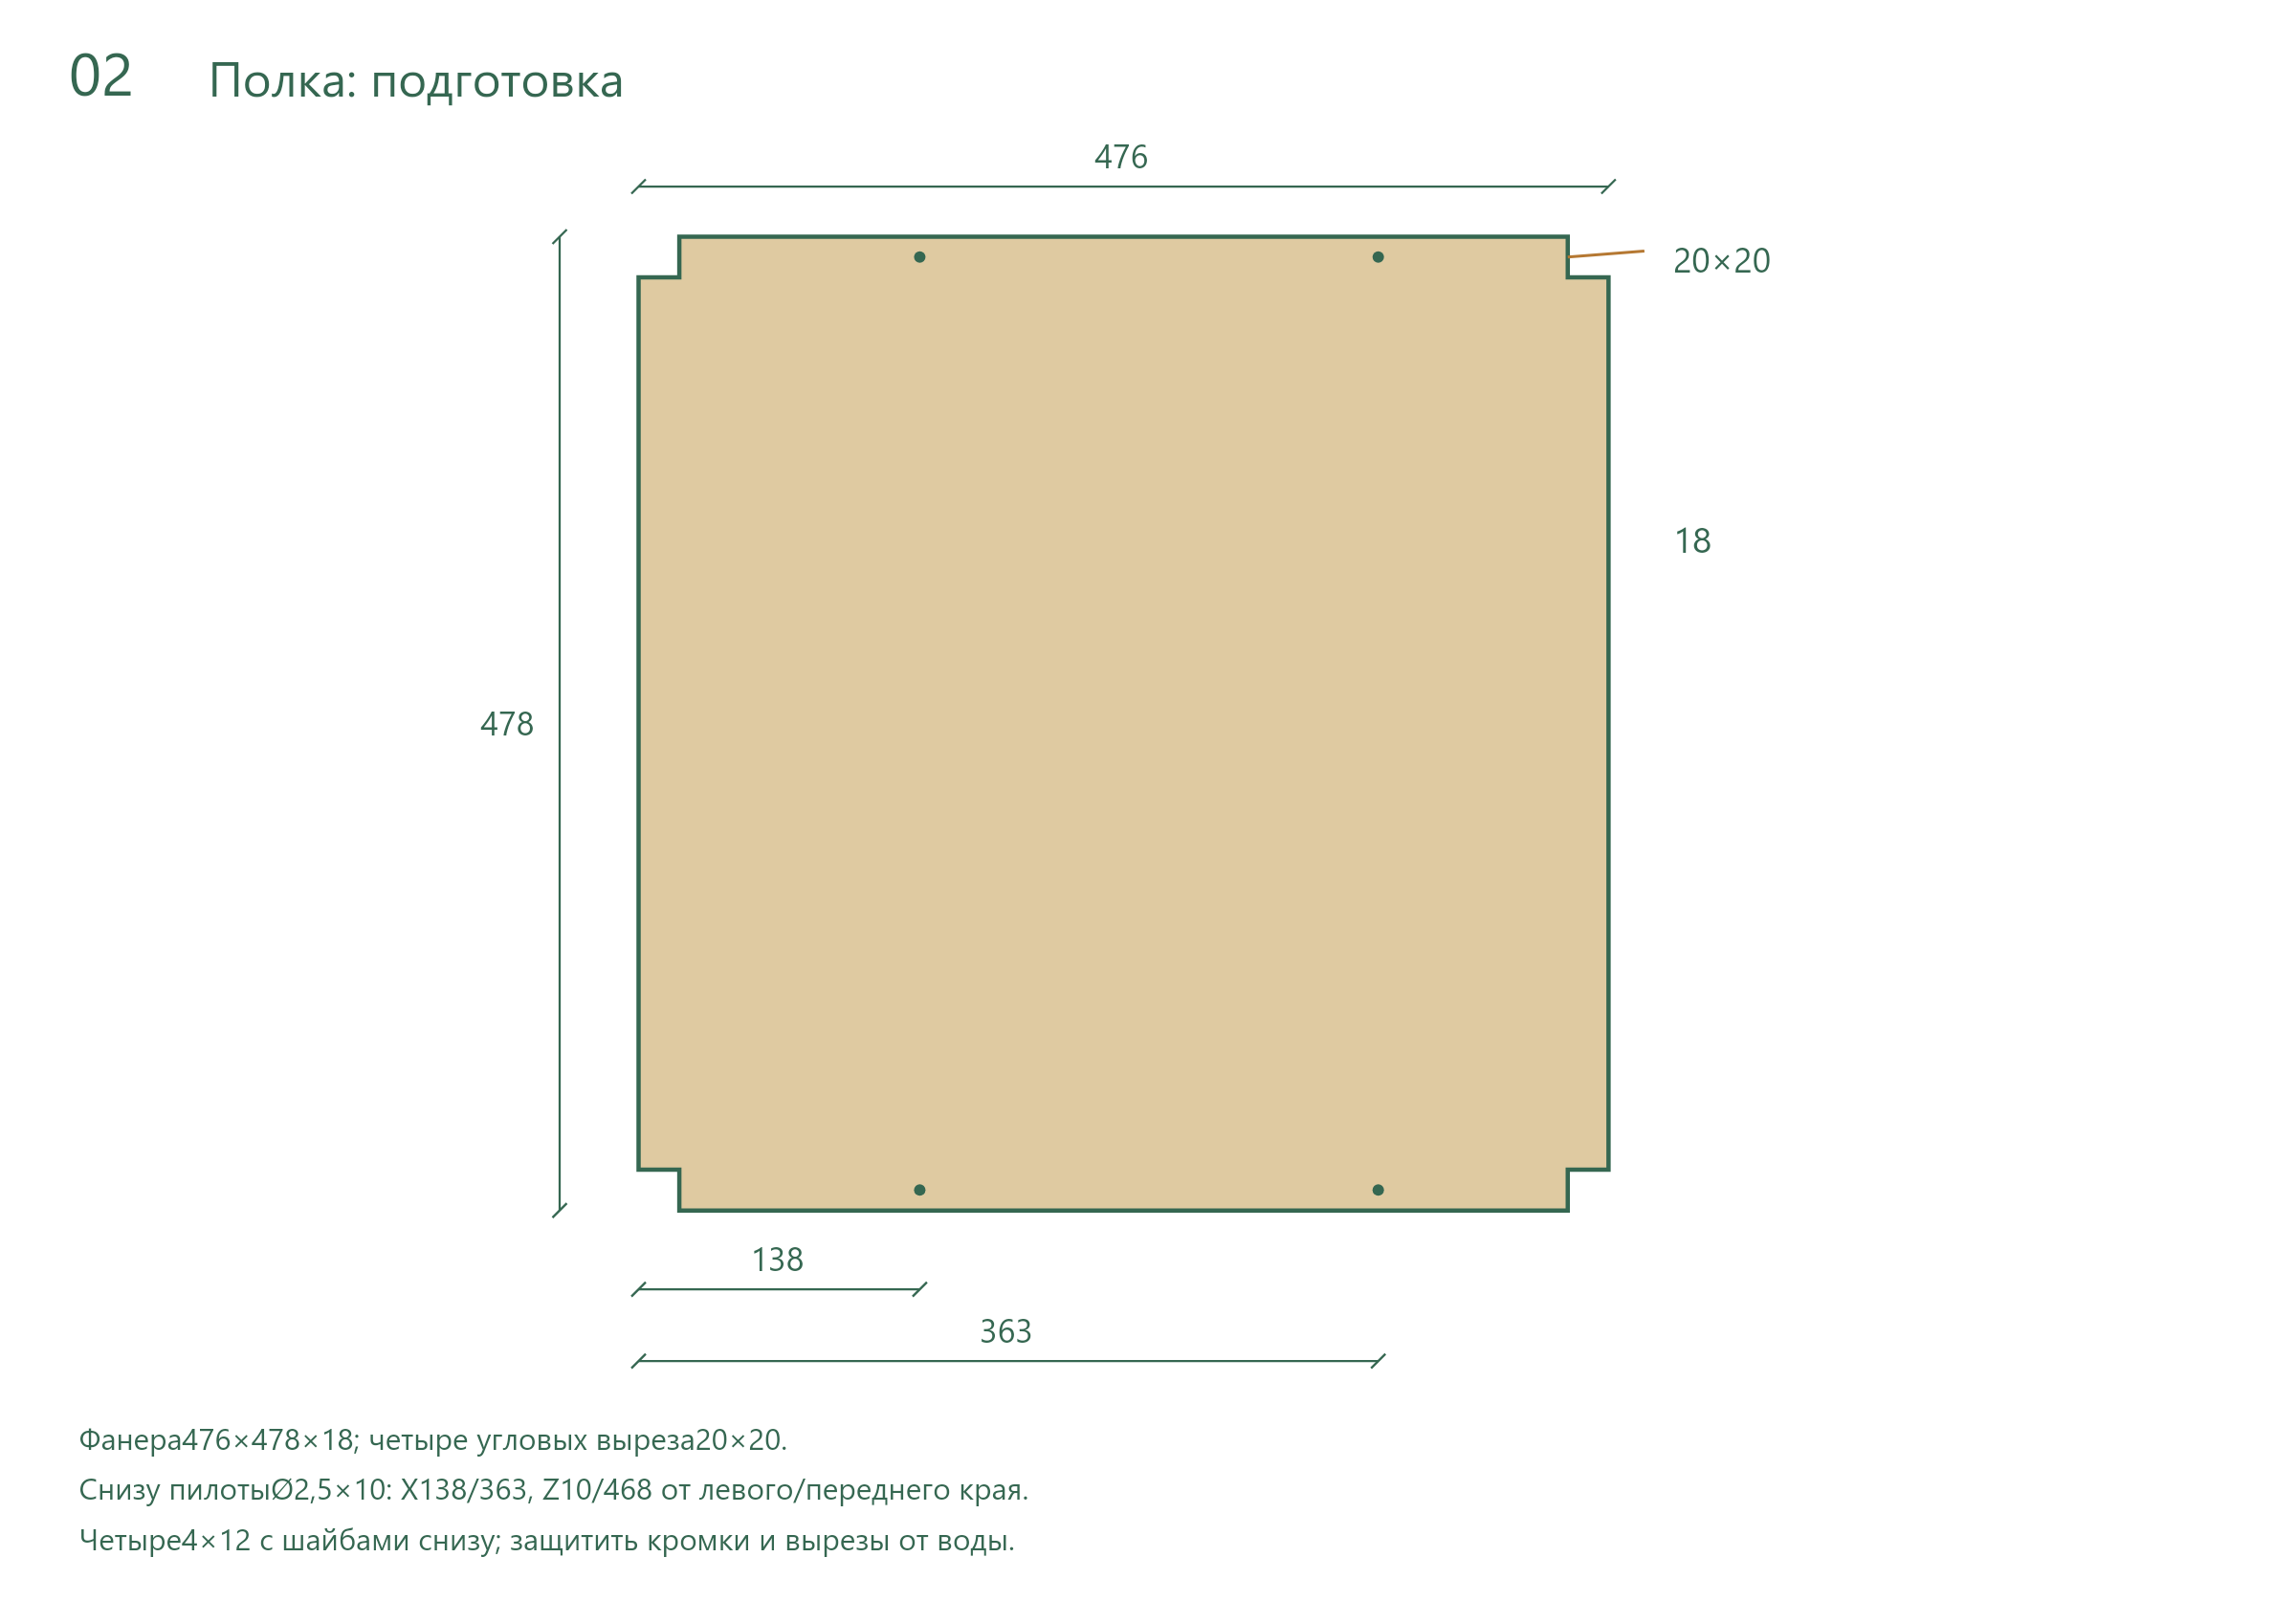 02 Полка: подготовка
476
20×20
18
478
138
363
Фанера476×478×18; четыре угловых выреза20×20.
Снизу пилотыØ2,5×10: X138/363, Z10/468 от левого/переднего края.
Четыре4×12 с шайбами снизу; защитить кромки и вырезы от воды.